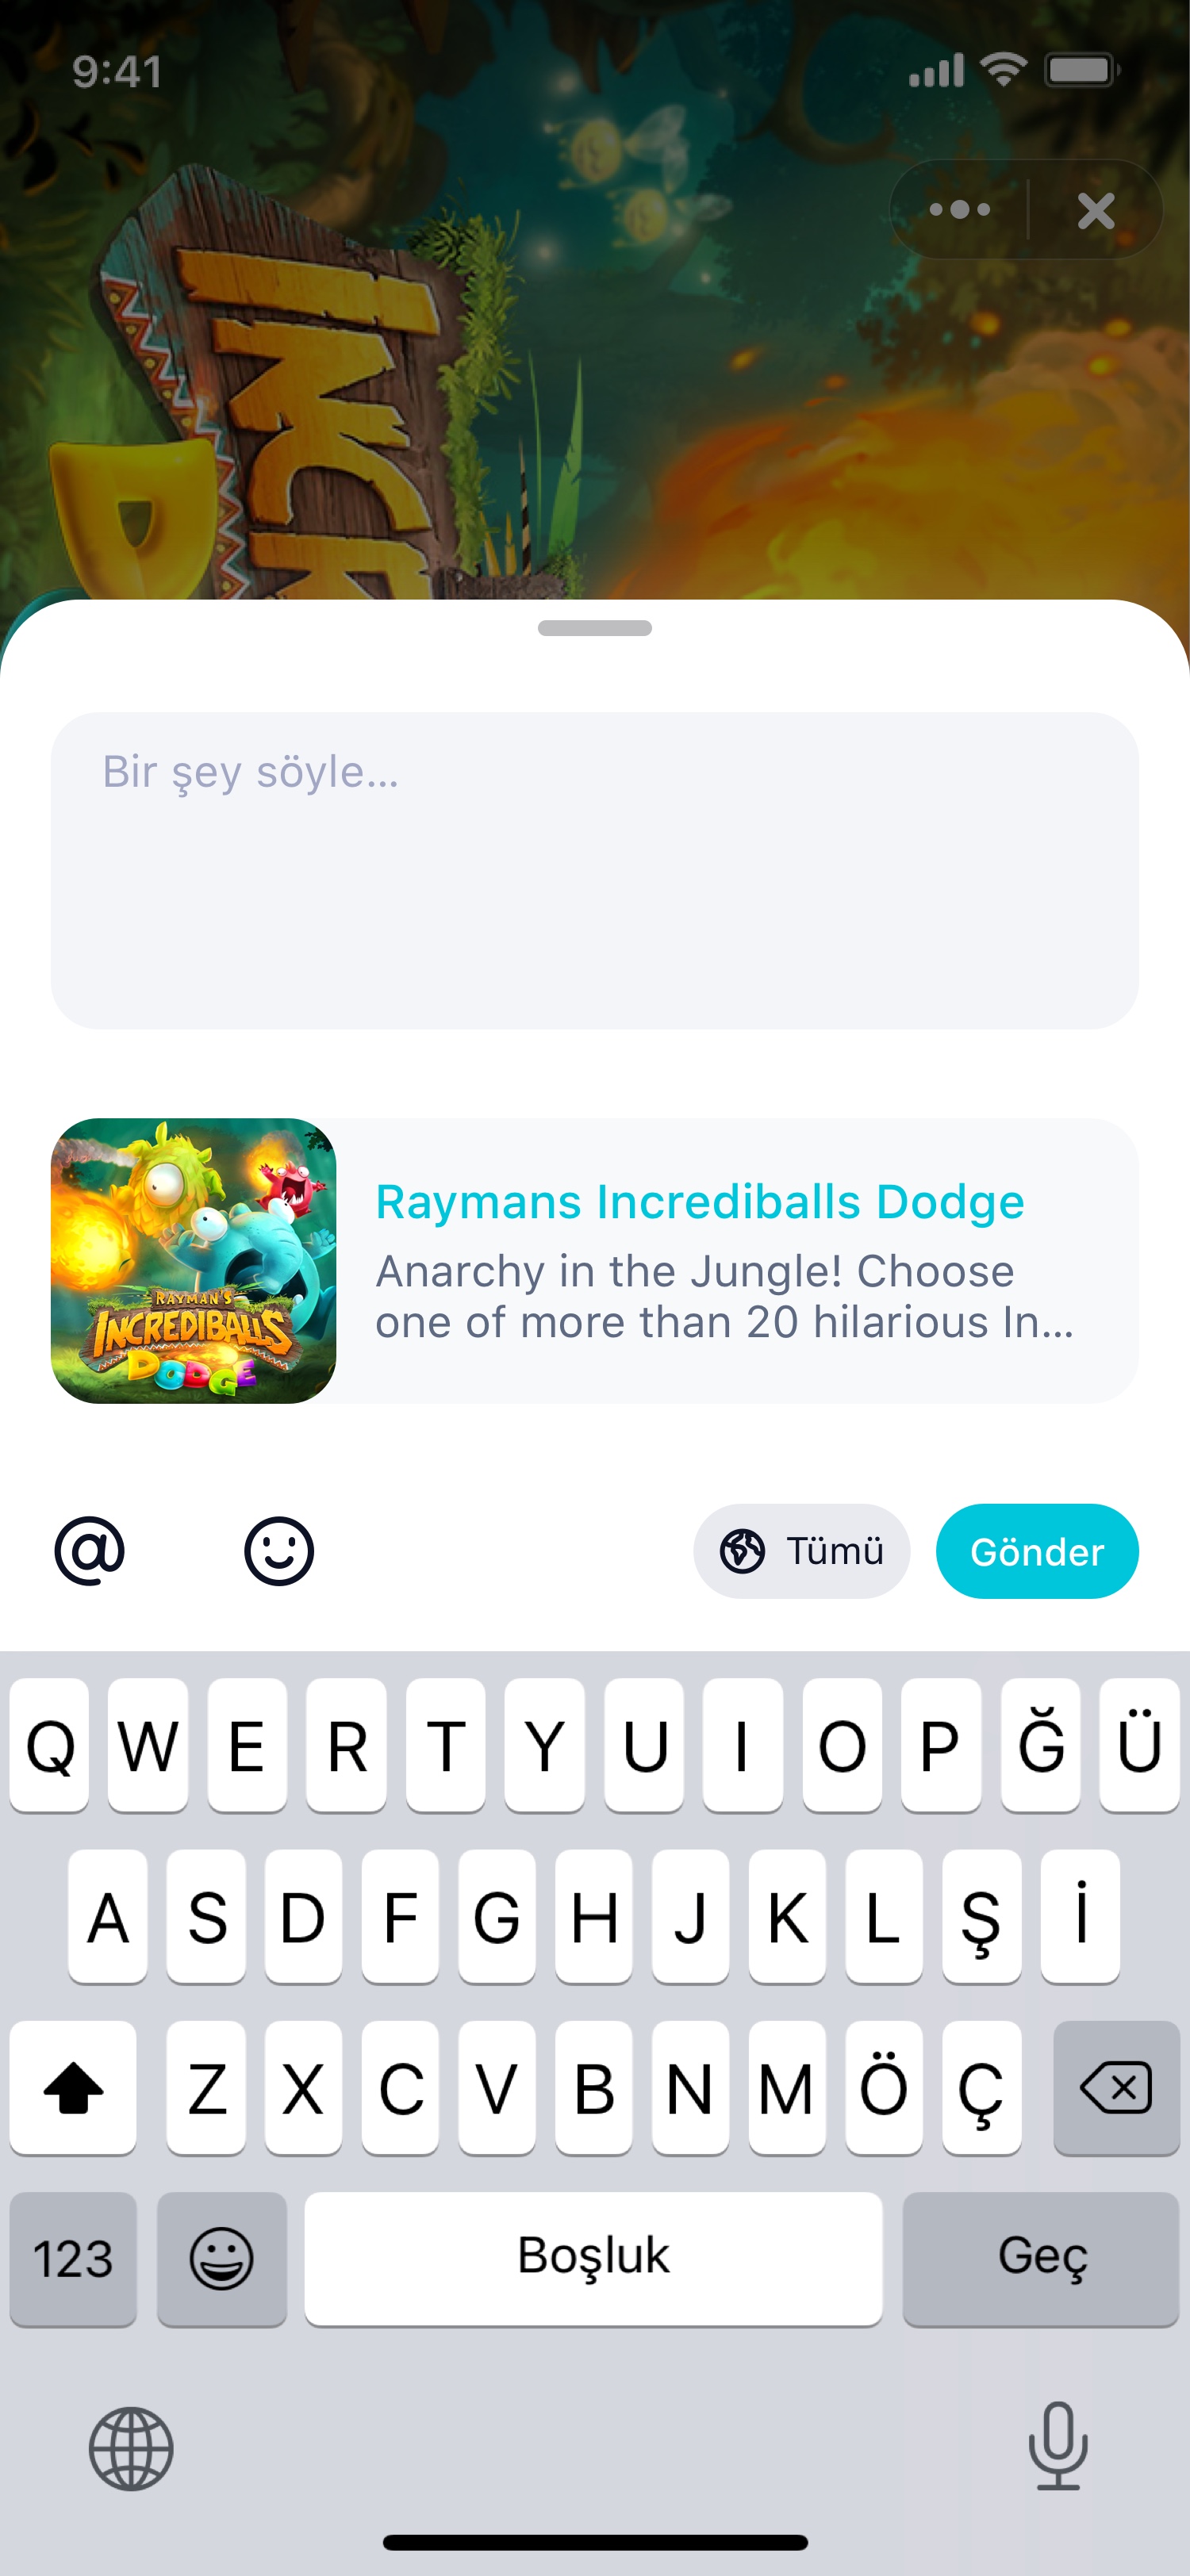 9:41
INCR
D
Bir şey söyle...
RAYMAN'S
INCREDIBALLS
DODGE
Raymans Incrediballs Dodge
Anarchy in the Jungle! Choose
one of more than 20 hilarious In...
@
Tümü
Gönder
Q W E R T Y U I O P Ğ Ü
A S D F G H J K L Ş İ
Z X C V B N M Ö Ç
123
Boşluk
Geç